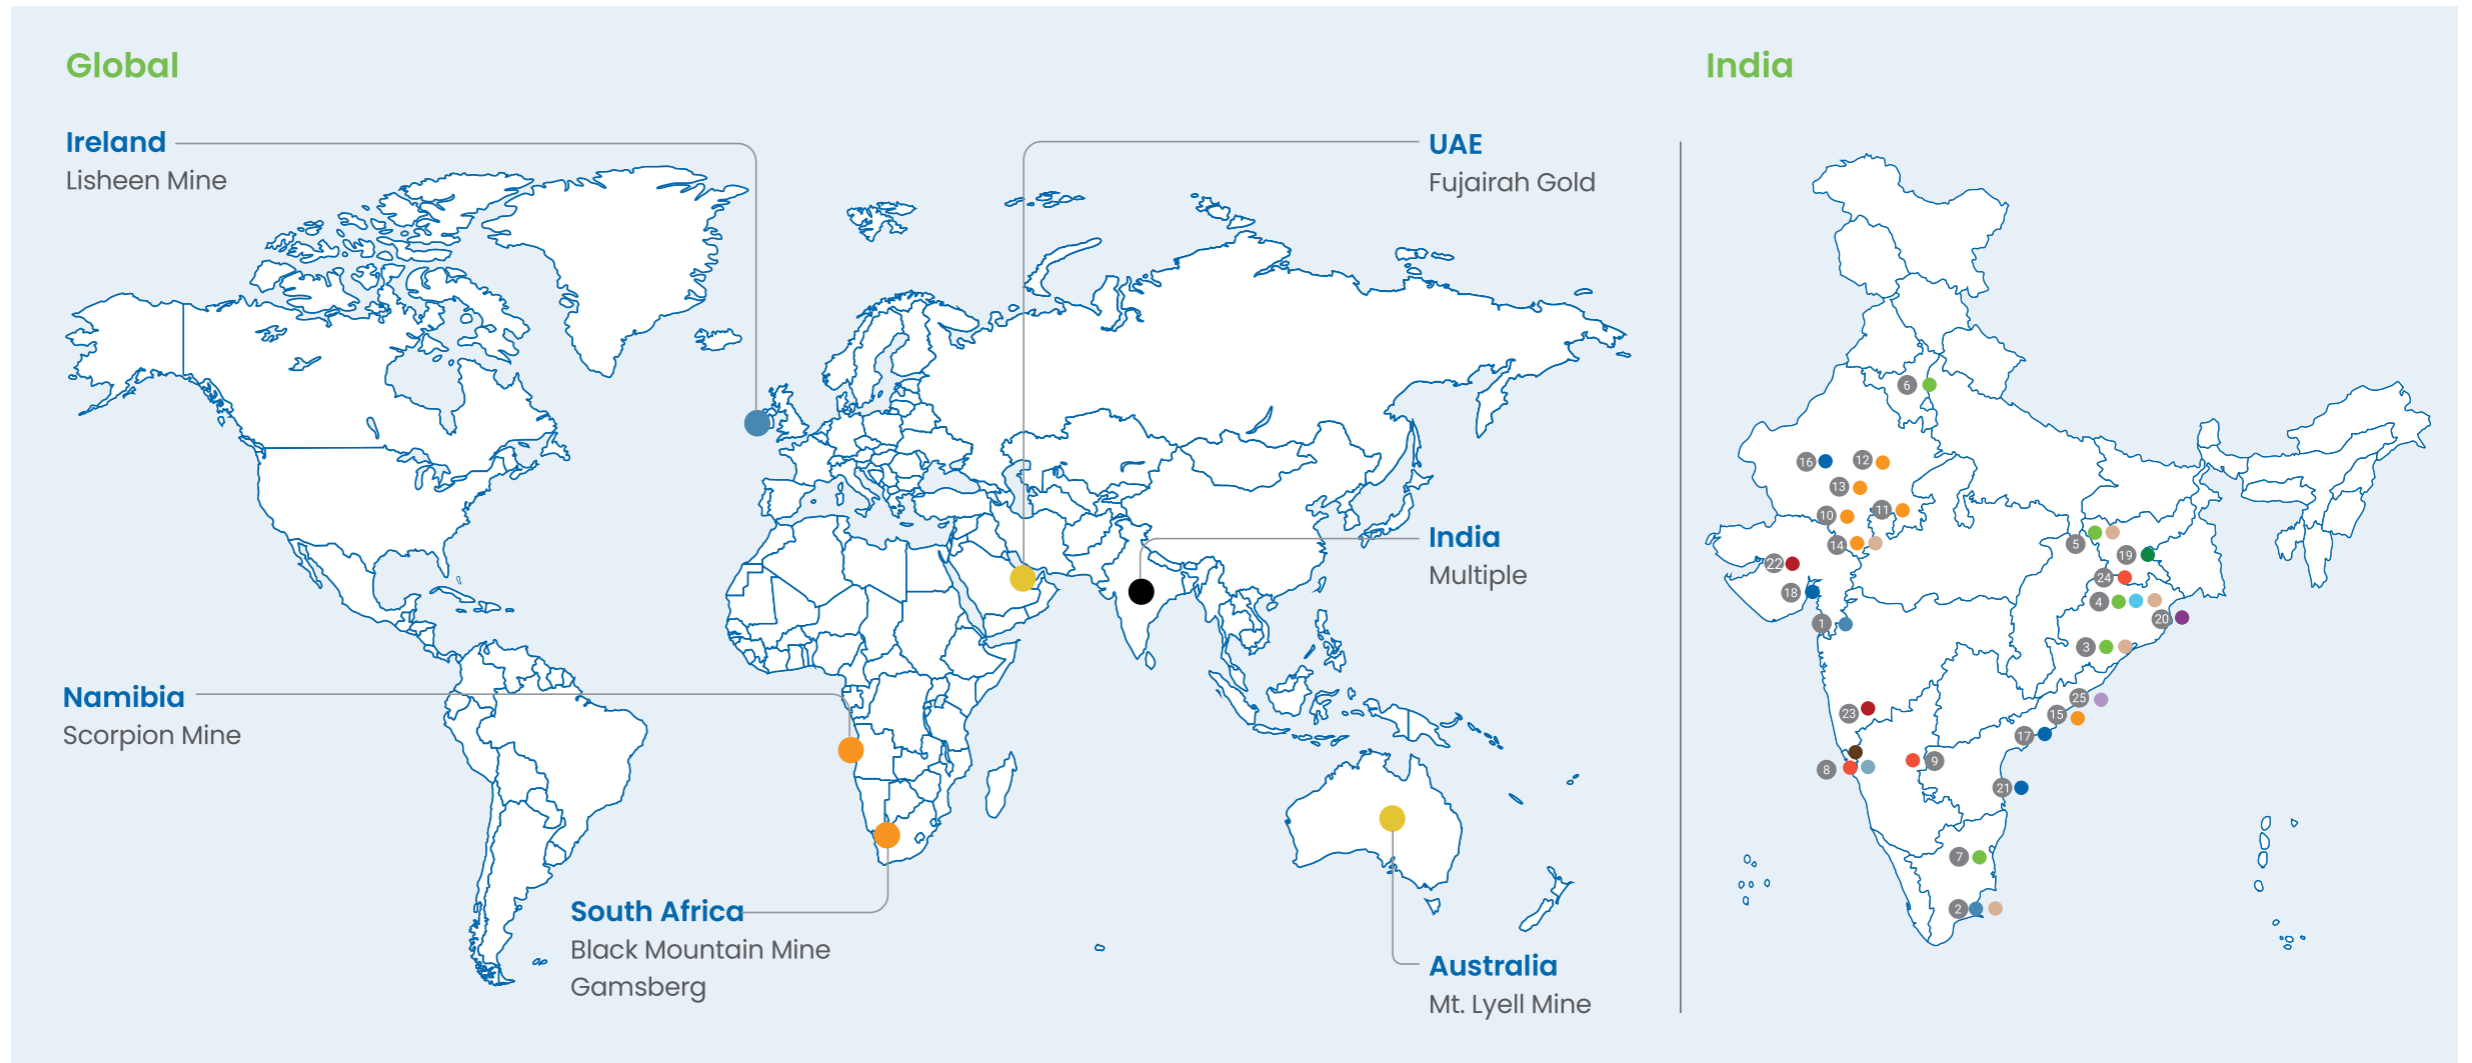 Global
Ireland
Lisheen Mine
UAE
Fujairah Gold
India
Multiple
Namibia
Scorpion Mine
South Africa
Black Mountain Mine
Gamsberg
Australia
Mt. Lyell Mine
India
6
16 12
13
10 11
14
5
19
22
24
18
4
20
1
3
25
23 15
17
8 9
21
7
2